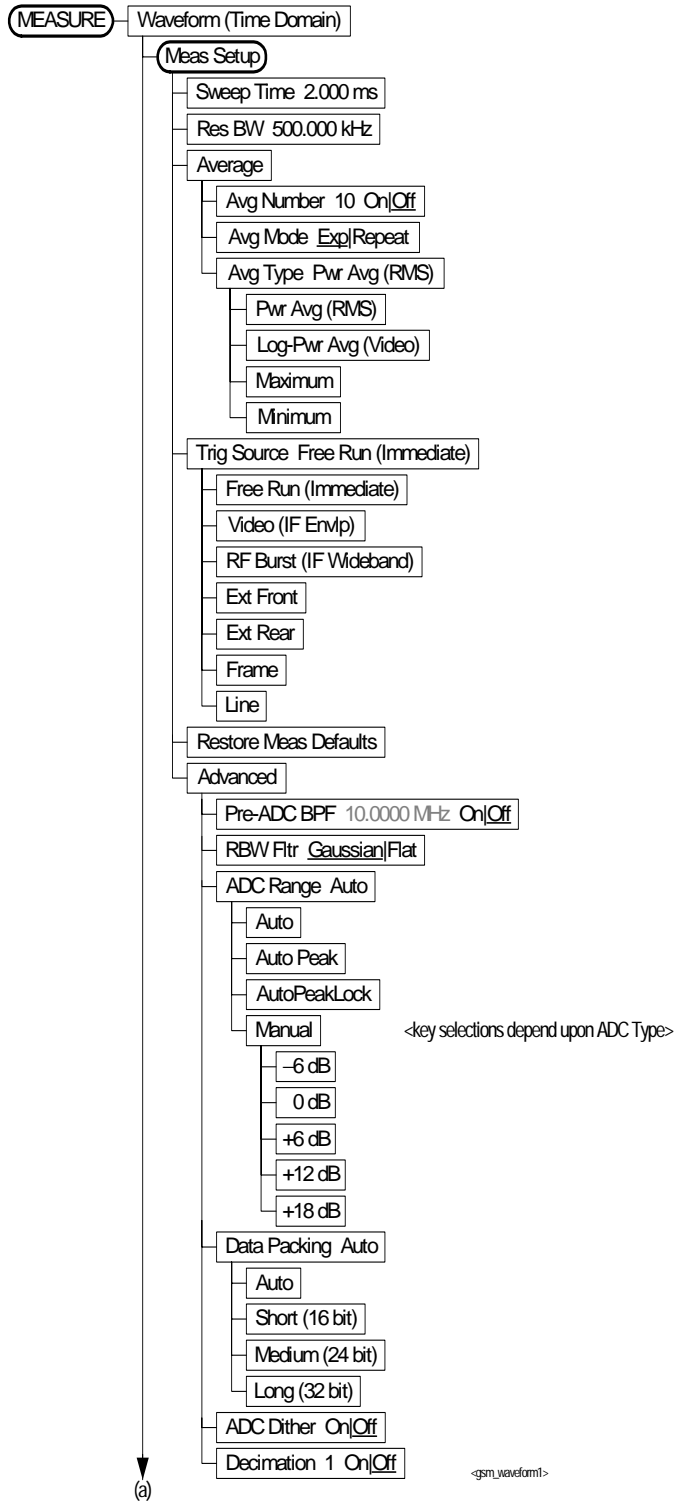 MEASURE Waveform (Time Domain)
Meas Setup
Sweep Time 2.000 ms
Res BW 500.000 kHz
Average
Avg Number 10 On|Off
Avg Mode Exp|Repeat
Avg Type Pwr Avg (RMS)
Pwr Avg (RMS)
Log-Pwr Avg (Video)
Maximum
Minimum
Trig Source Free Run (Immediate)
Free Run (Immediate)
Video (IF Envlp)
RF Burst (IF Wideband)
Ext Front
Ext Rear
Frame
Line
Restore Meas Defaults
Advanced
Pre-ADC BPF 10.0000 MHz On|Off
RBW Fltr Gaussian|Flat
ADC Range Auto
Auto
Auto Peak
AutoPeakLock
Manual <key selections depend upon ADC Type>
–6 dB
0 dB
+6 dB
+12 dB
+18 dB
Data Packing Auto
Auto
Short (16 bit)
Medium (24 bit)
Long (32 bit)
ADC Dither On|Off
Decimation 1 On|Off
<gsm_waveform1>
(a)